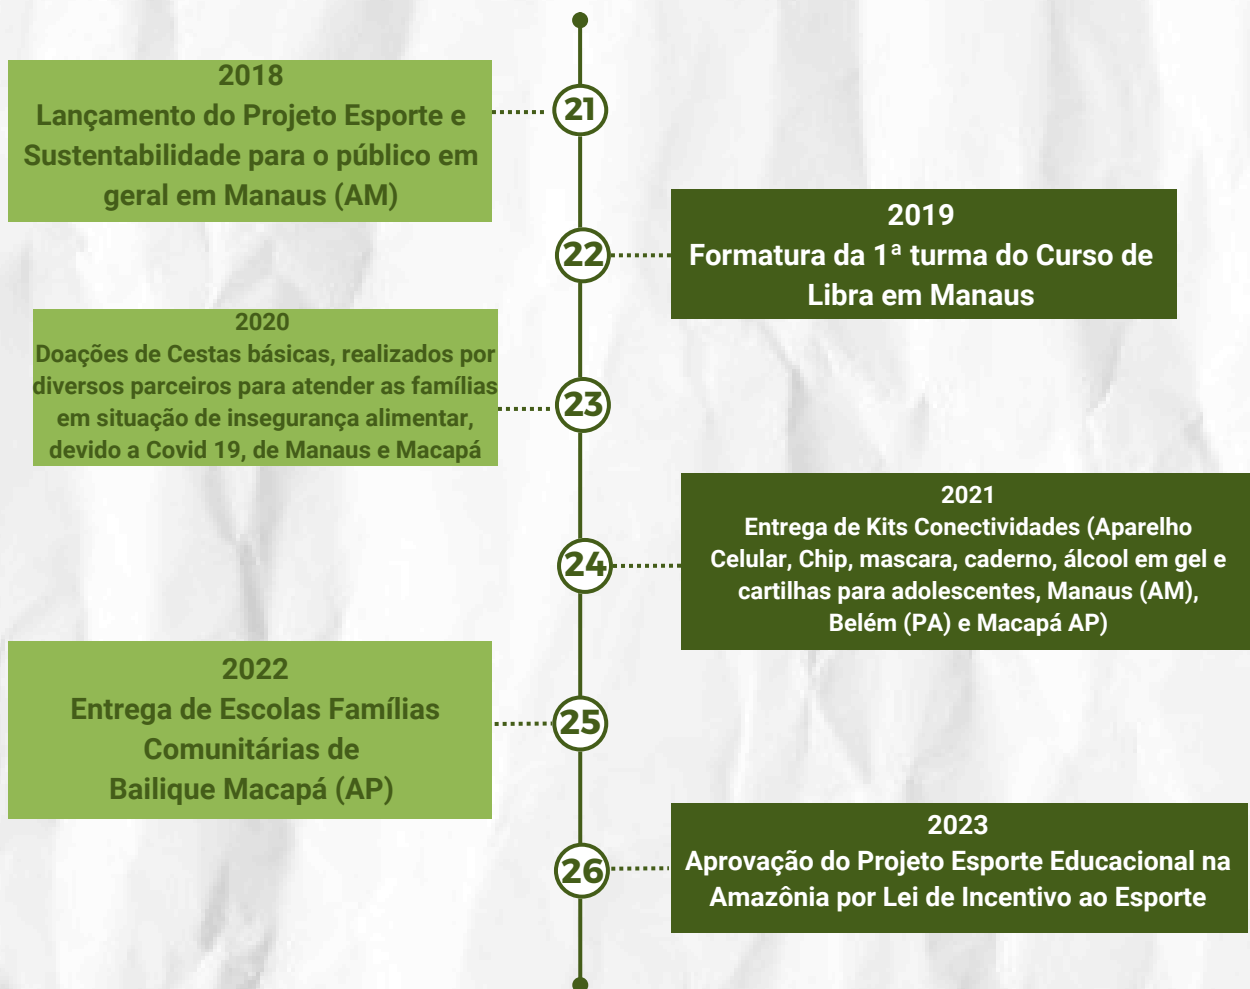 2018
Lançamento do Projeto Esporte e
Sustentabilidade para o público em
geral em Manaus (AM)
21
22
2019
Formatura da 1ª turma do Curso de
Libra em Manaus
2020
Doações de Cestas básicas, realizados por
diversos parceiros para atender as famílias
em situação de insegurança alimentar,
devido a Covid 19, de Manaus e Macapá
23
24
2021
Entrega de Kits Conectividades (Aparelho
Celular, Chip, mascara, caderno, álcool em gel e
cartilhas para adolescentes, Manaus (AM),
Belém (PA) e Macapá AP)
2022
Entrega de Escolas Famílias
Comunitárias de
Bailique Macapá (AP)
25
26
2023
Aprovação do Projeto Esporte Educacional na
Amazônia por Lei de Incentivo ao Esporte